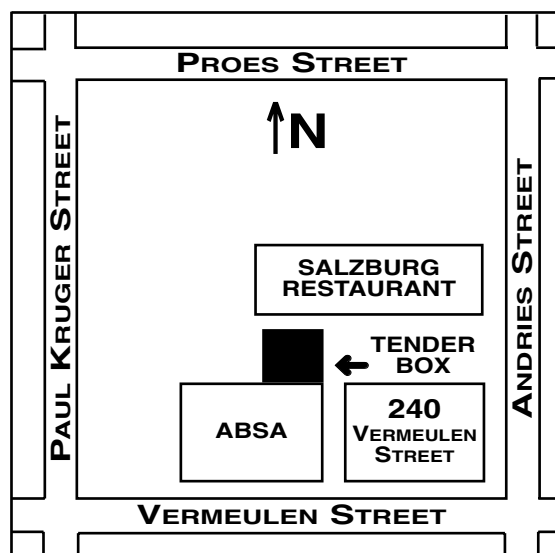 PROES STREET
N
PAUL KRUGER STREET
ANDRIES STREET
SALZBURG
RESTAURANT
TENDER
BOX
ABSA
240
VERMEULEN
STREET
VERMEULEN STREET